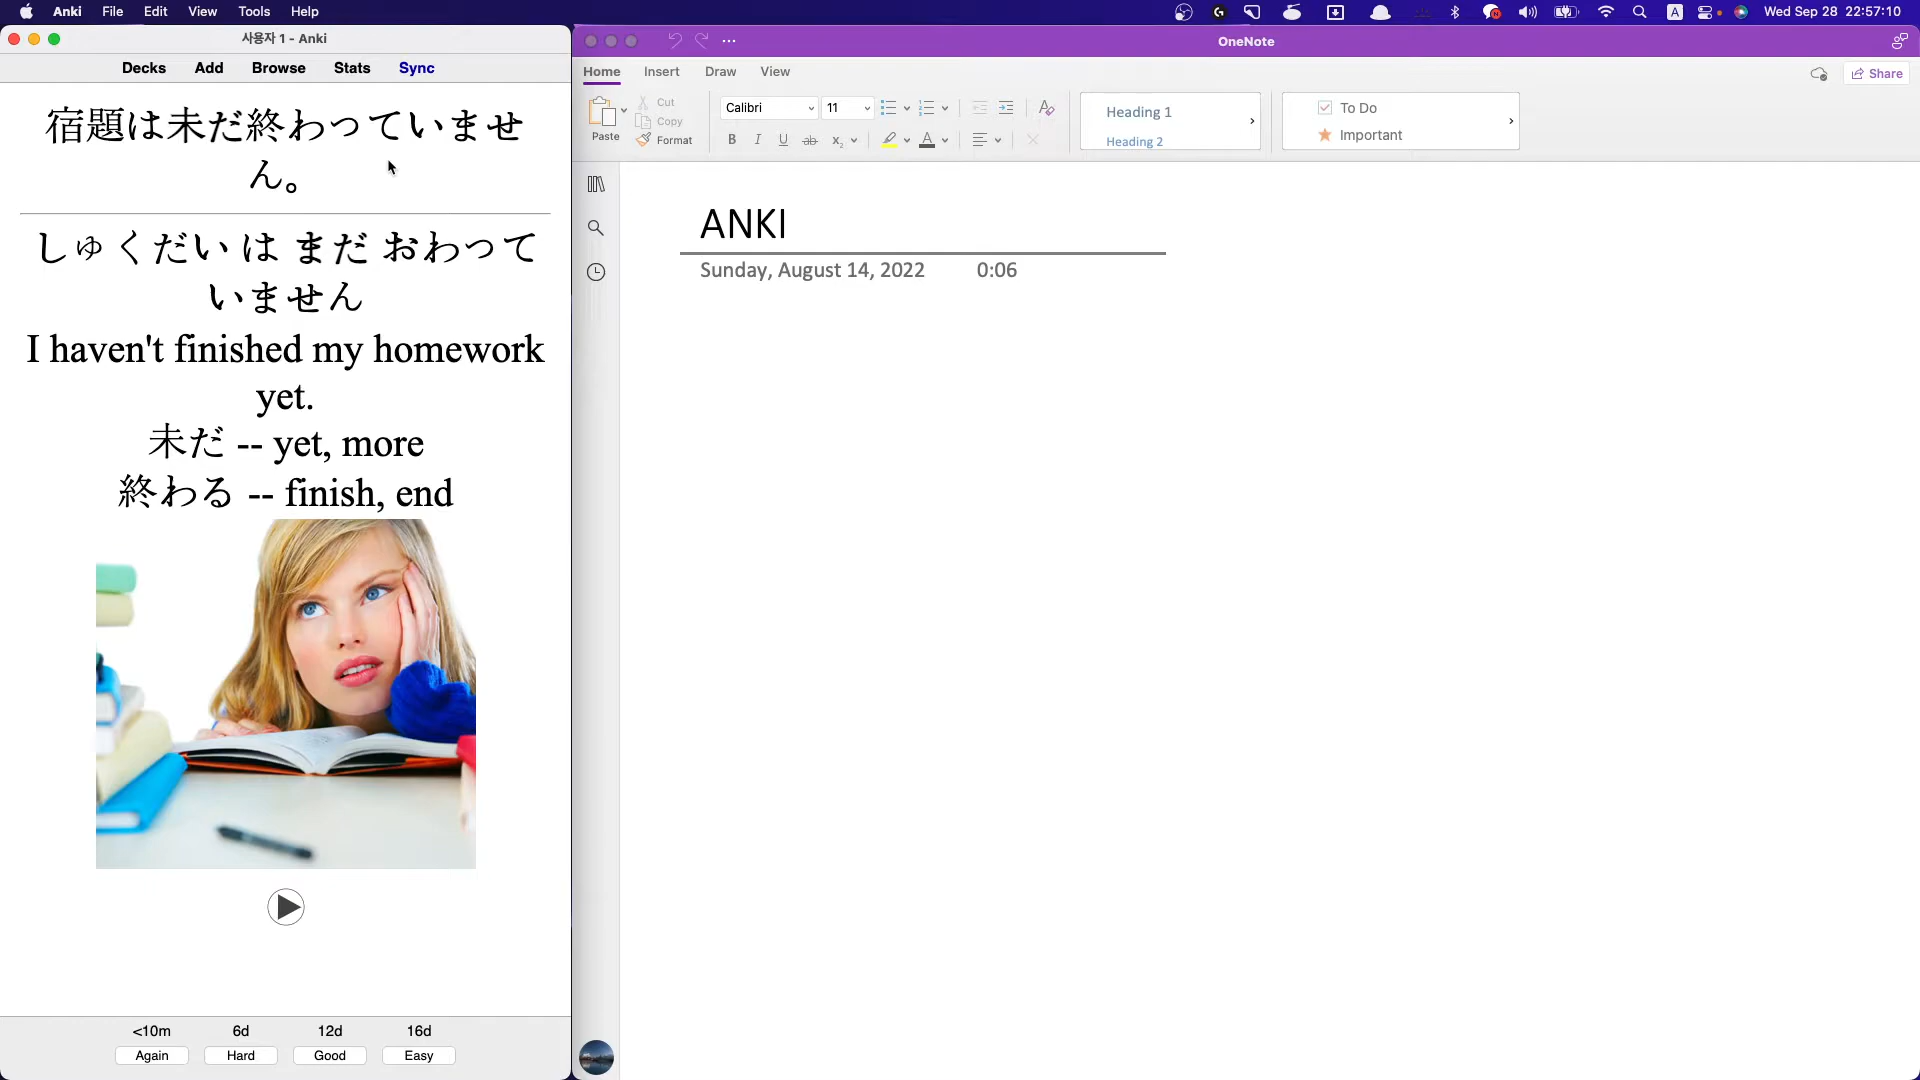 Anki File Edit View Tools Help
A
Wed Sep 28 22:57:10
사용자 1 - Anki
Decks Add Browse Stats Sync
宿題は未だ終わっていませ
ん。
しゅくだい は まだ おわって
いません
I haven't finished my homework
yet.
未だ -- yet, more
終わる -- finish, end
<10m 6d 12d 16d
Again Hard Good Easy
OneNote
Home Insert Draw View
Share
Paste
Cut
Copy
Format
Calibri 11
B I U ab x₂ A
Heading 1
Heading 2
To Do
Important
ANKI
Sunday, August 14, 2022 0:06